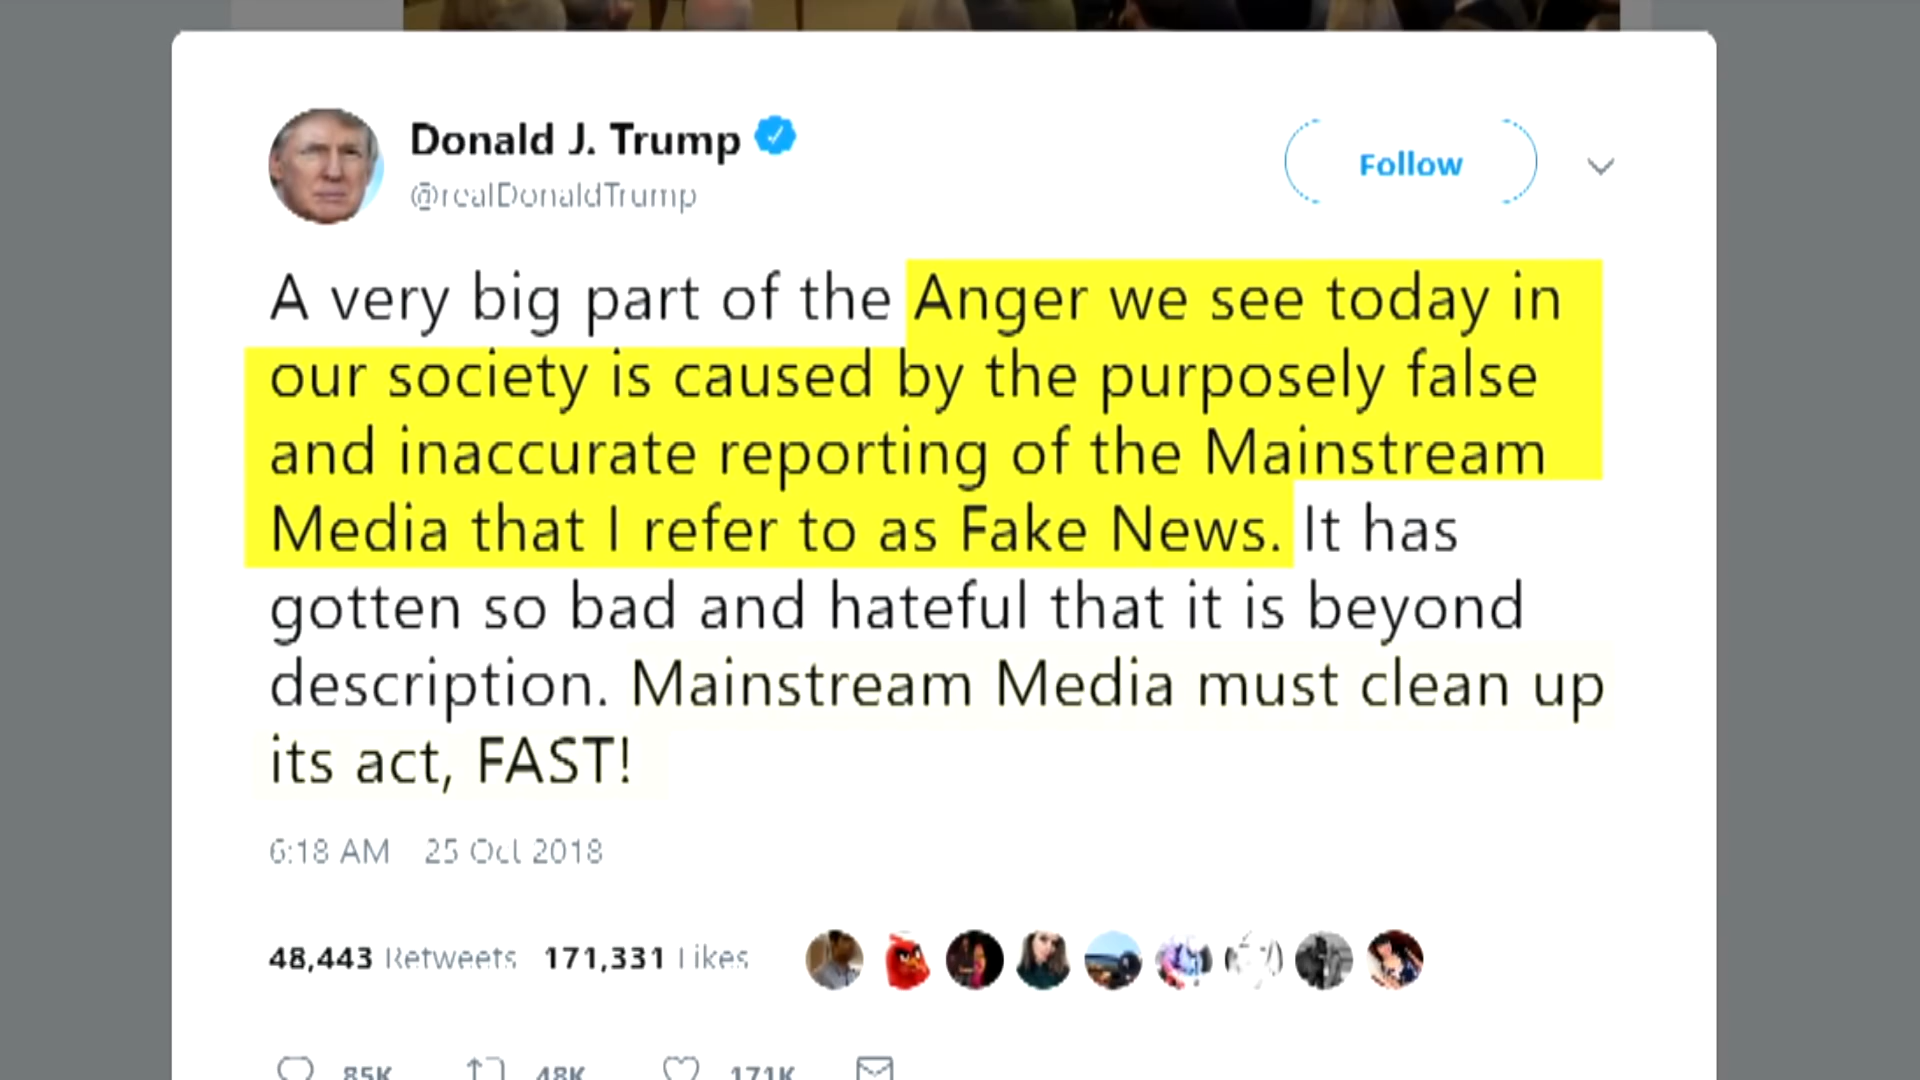 Donald J. Trump
@realDonaldTrump
Follow
A very big part of the Anger we see today in
our society is caused by the purposely false
and inaccurate reporting of the Mainstream
Media that I refer to as Fake News. It has
gotten so bad and hateful that it is beyond
description. Mainstream Media must clean up
its act, FAST!
6:18 AM 25 Oct 2018
48,443 Retweets 171,331 Likes
85K 48K 171K